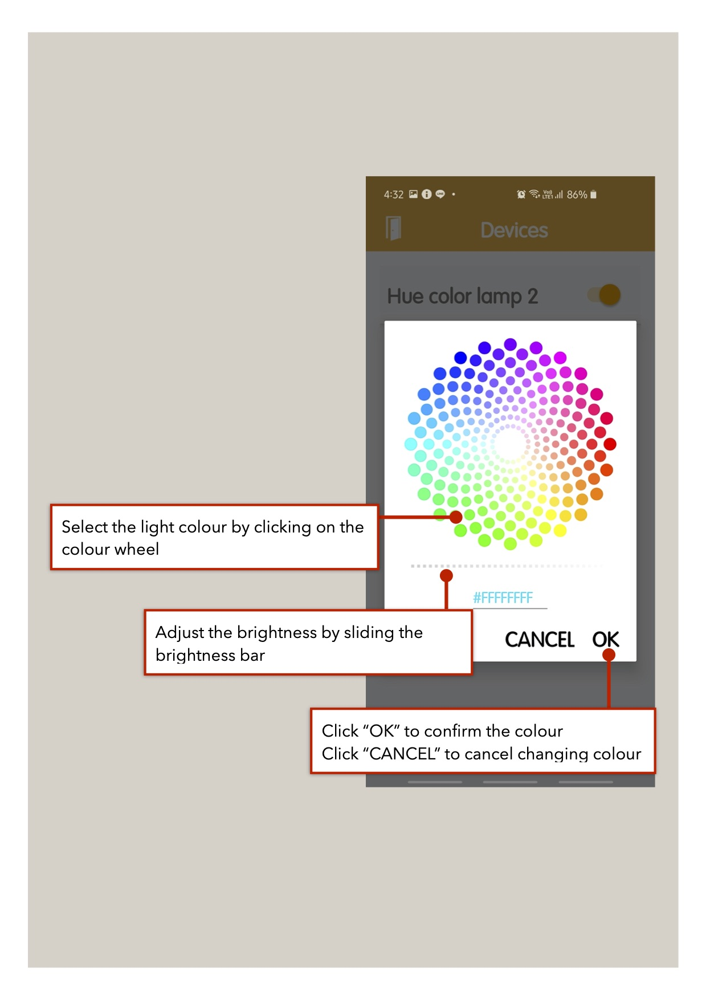 4:32
86%
Devices
Hue color lamp 2
Select the light colour by clicking on the
colour wheel
#FFFFFFFF
Adjust the brightness by sliding the
brightness bar
CANCEL OK
Click “OK” to confirm the colour
Click “CANCEL” to cancel changing colour